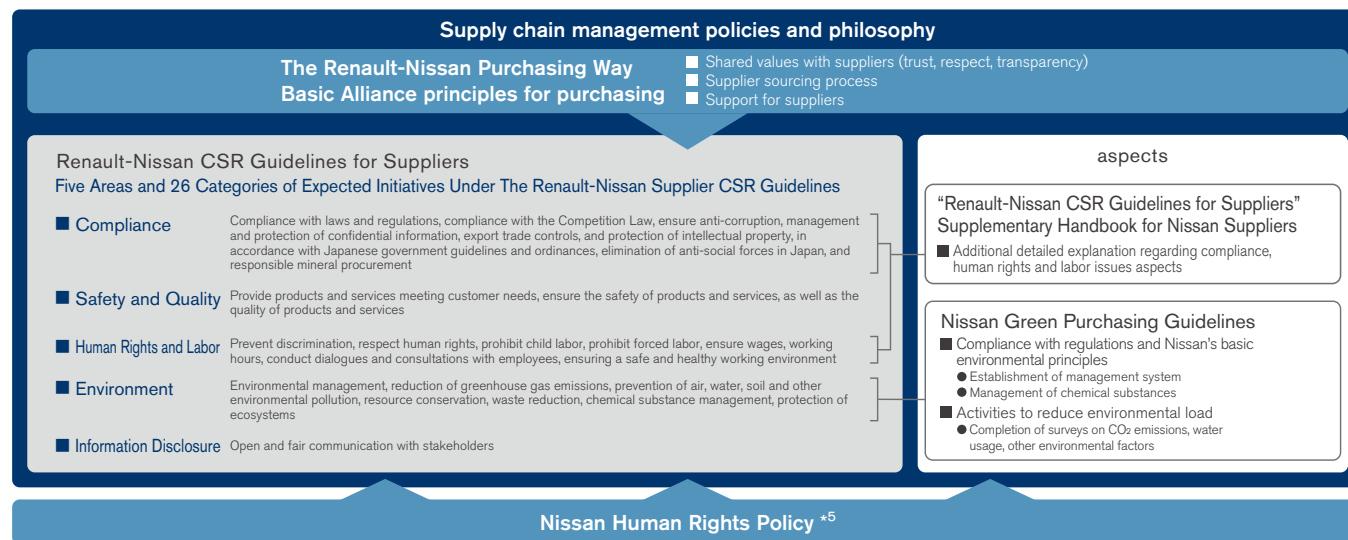 Supply chain management policies and philosophy
The Renault-Nissan Purchasing Way
Basic Alliance principles for purchasing
■ Shared values with suppliers (trust, respect, transparency)
■ Supplier sourcing process
■ Support for suppliers
Renault-Nissan CSR Guidelines for Suppliers
Five Areas and 26 Categories of Expected Initiatives Under The Renault-Nissan Supplier CSR Guidelines
■ Compliance
Compliance with laws and regulations, compliance with the Competition Law, ensure anti-corruption, management
and protection of confidential information, export trade controls, and protection of intellectual property, in
accordance with Japanese government guidelines and ordinances, elimination of anti-social forces in Japan, and
responsible mineral procurement
■ Safety and Quality
Provide products and services meeting customer needs, ensure the safety of products and services, as well as the
quality of products and services
■ Human Rights and Labor
Prevent discrimination, respect human rights, prohibit child labor, prohibit forced labor, ensure wages, working
hours, conduct dialogues and consultations with employees, ensuring a safe and healthy working environment
■ Environment
Environmental management, reduction of greenhouse gas emissions, prevention of air, water, soil and other
environmental pollution, resource conservation, waste reduction, chemical substance management, protection of
ecosystems
■ Information Disclosure
Open and fair communication with stakeholders
aspects
“Renault-Nissan CSR Guidelines for Suppliers”
Supplementary Handbook for Nissan Suppliers
■ Additional detailed explanation regarding compliance,
human rights and labor issues aspects
Nissan Green Purchasing Guidelines
■ Compliance with regulations and Nissan’s basic
environmental principles
● Establishment of management system
● Management of chemical substances
■ Activities to reduce environmental load
● Completion of surveys on CO₂ emissions, water
usage, other environmental factors
Nissan Human Rights Policy *5